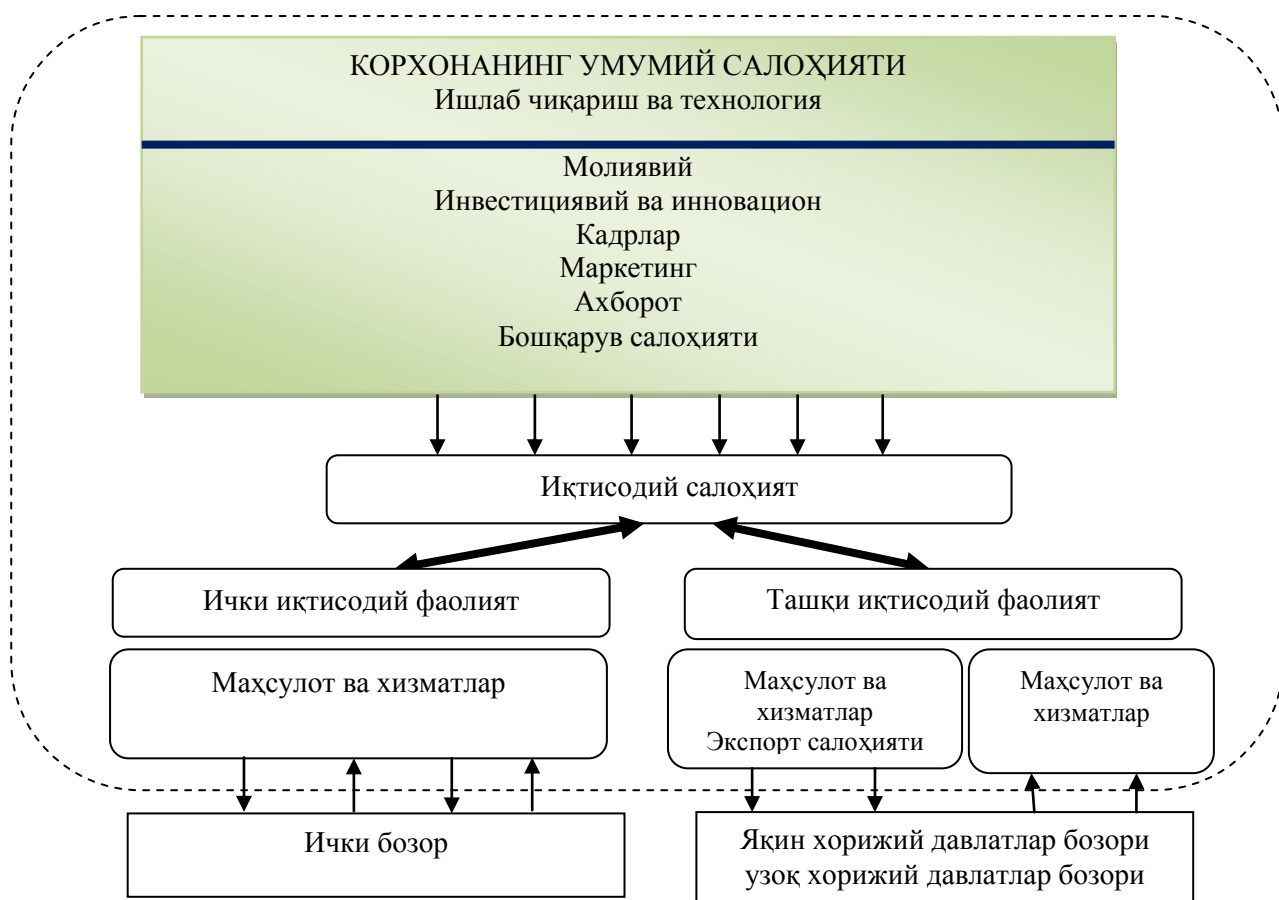 КОРХОНАНИНГ УМУМИЙ САЛОҲИЯТИ
Ишлаб чиқариш ва технология
Молиявий
Инвестициявий ва инновацион
Кадрлар
Маркетинг
Ахборот
Бошқарув салоҳияти
Иқтисодий салоҳият
Ички иқтисодий фаолият
Ташқи иқтисодий фаолият
Маҳсулот ва хизматлар
Маҳсулот ва
хизматлар
Экспорт салоҳияти
Маҳсулот ва
хизматлар
Ички бозор
Яқин хорижий давлатлар бозори
узоқ хорижий давлатлар бозори